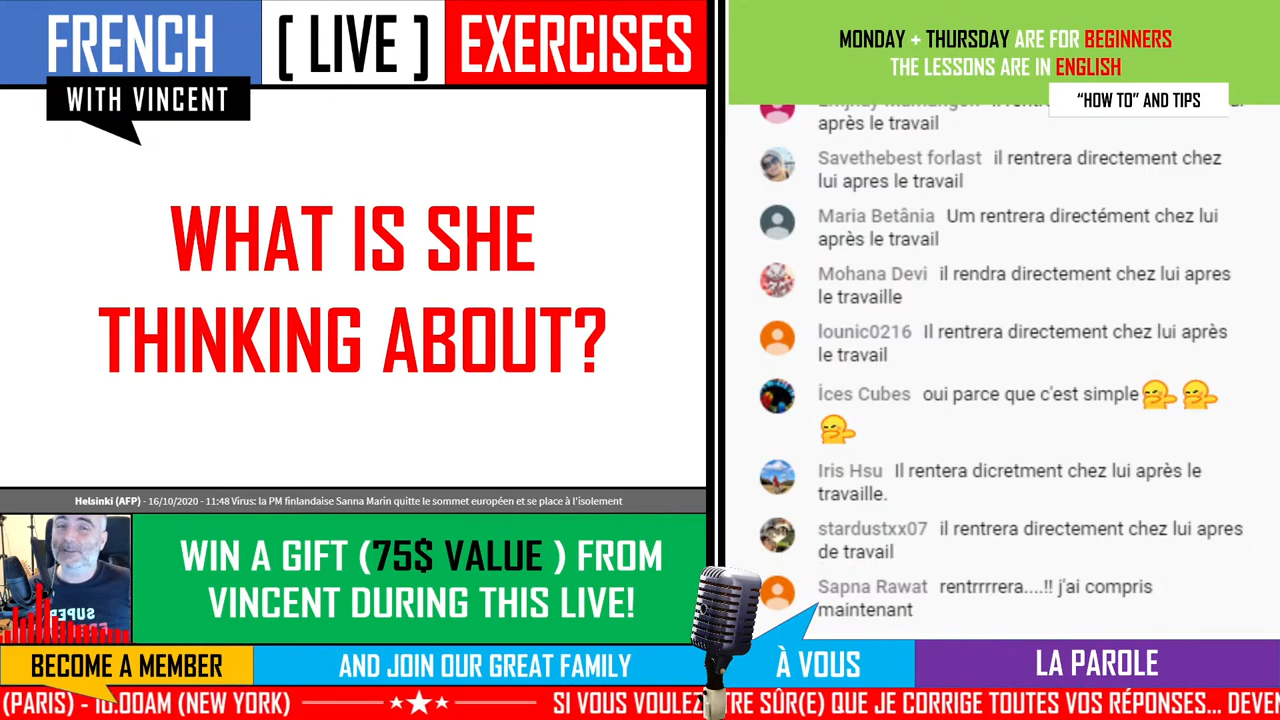 FRENCH
[ LIVE ]
EXERCISES
WITH VINCENT
WHAT IS SHE
THINKING ABOUT?
Helsinki (AFP) - 16/10/2020 - 11:48 Virus: la PM finlandaise Sanna Marin quitte le sommet européen et se place à l'isolement
WIN A GIFT (75$ VALUE ) FROM
VINCENT DURING THIS LIVE!
MONDAY + THURSDAY ARE FOR BEGINNERS
THE LESSONS ARE IN ENGLISH
“HOW TO” AND TIPS
après le travail
Savethebest forlast il rentrera directement chez
lui apres le travail
Maria Betânia Um rentrera directément chez lui
après le travail
Mohana Devi il rendra directement chez lui apres
le travaille
lounic0216 Il rentrera directement chez lui après
le travail
İces Cubes oui parce que c'est simple
Iris Hsu Il rentera dicretment chez lui après le
travaille.
stardustxx07 il rentrera directement chez lui apres
de travail
Sapna Rawat rentrrrrera....!! j'ai compris
maintenant
BECOME A MEMBER
AND JOIN OUR GREAT FAMILY
À VOUS
LA PAROLE
(PARIS) - 10.00AM (NEW YORK)
SI VOUS VOULEZ TRE SÛR(E) QUE JE CORRIGE TOUTES VOS RÉPONSES... DEVEN